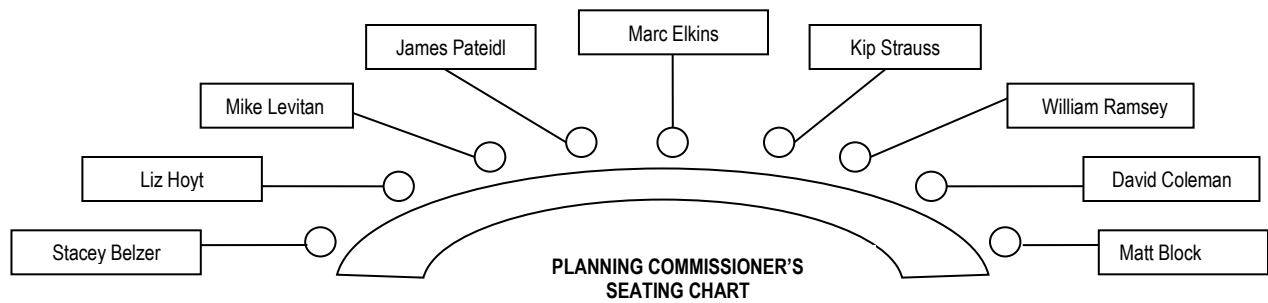 Marc Elkins
James Pateidl
Kip Strauss
Mike Levitan
William Ramsey
Liz Hoyt
David Coleman
Stacey Belzer
Matt Block
PLANNING COMMISSIONER'S
SEATING CHART